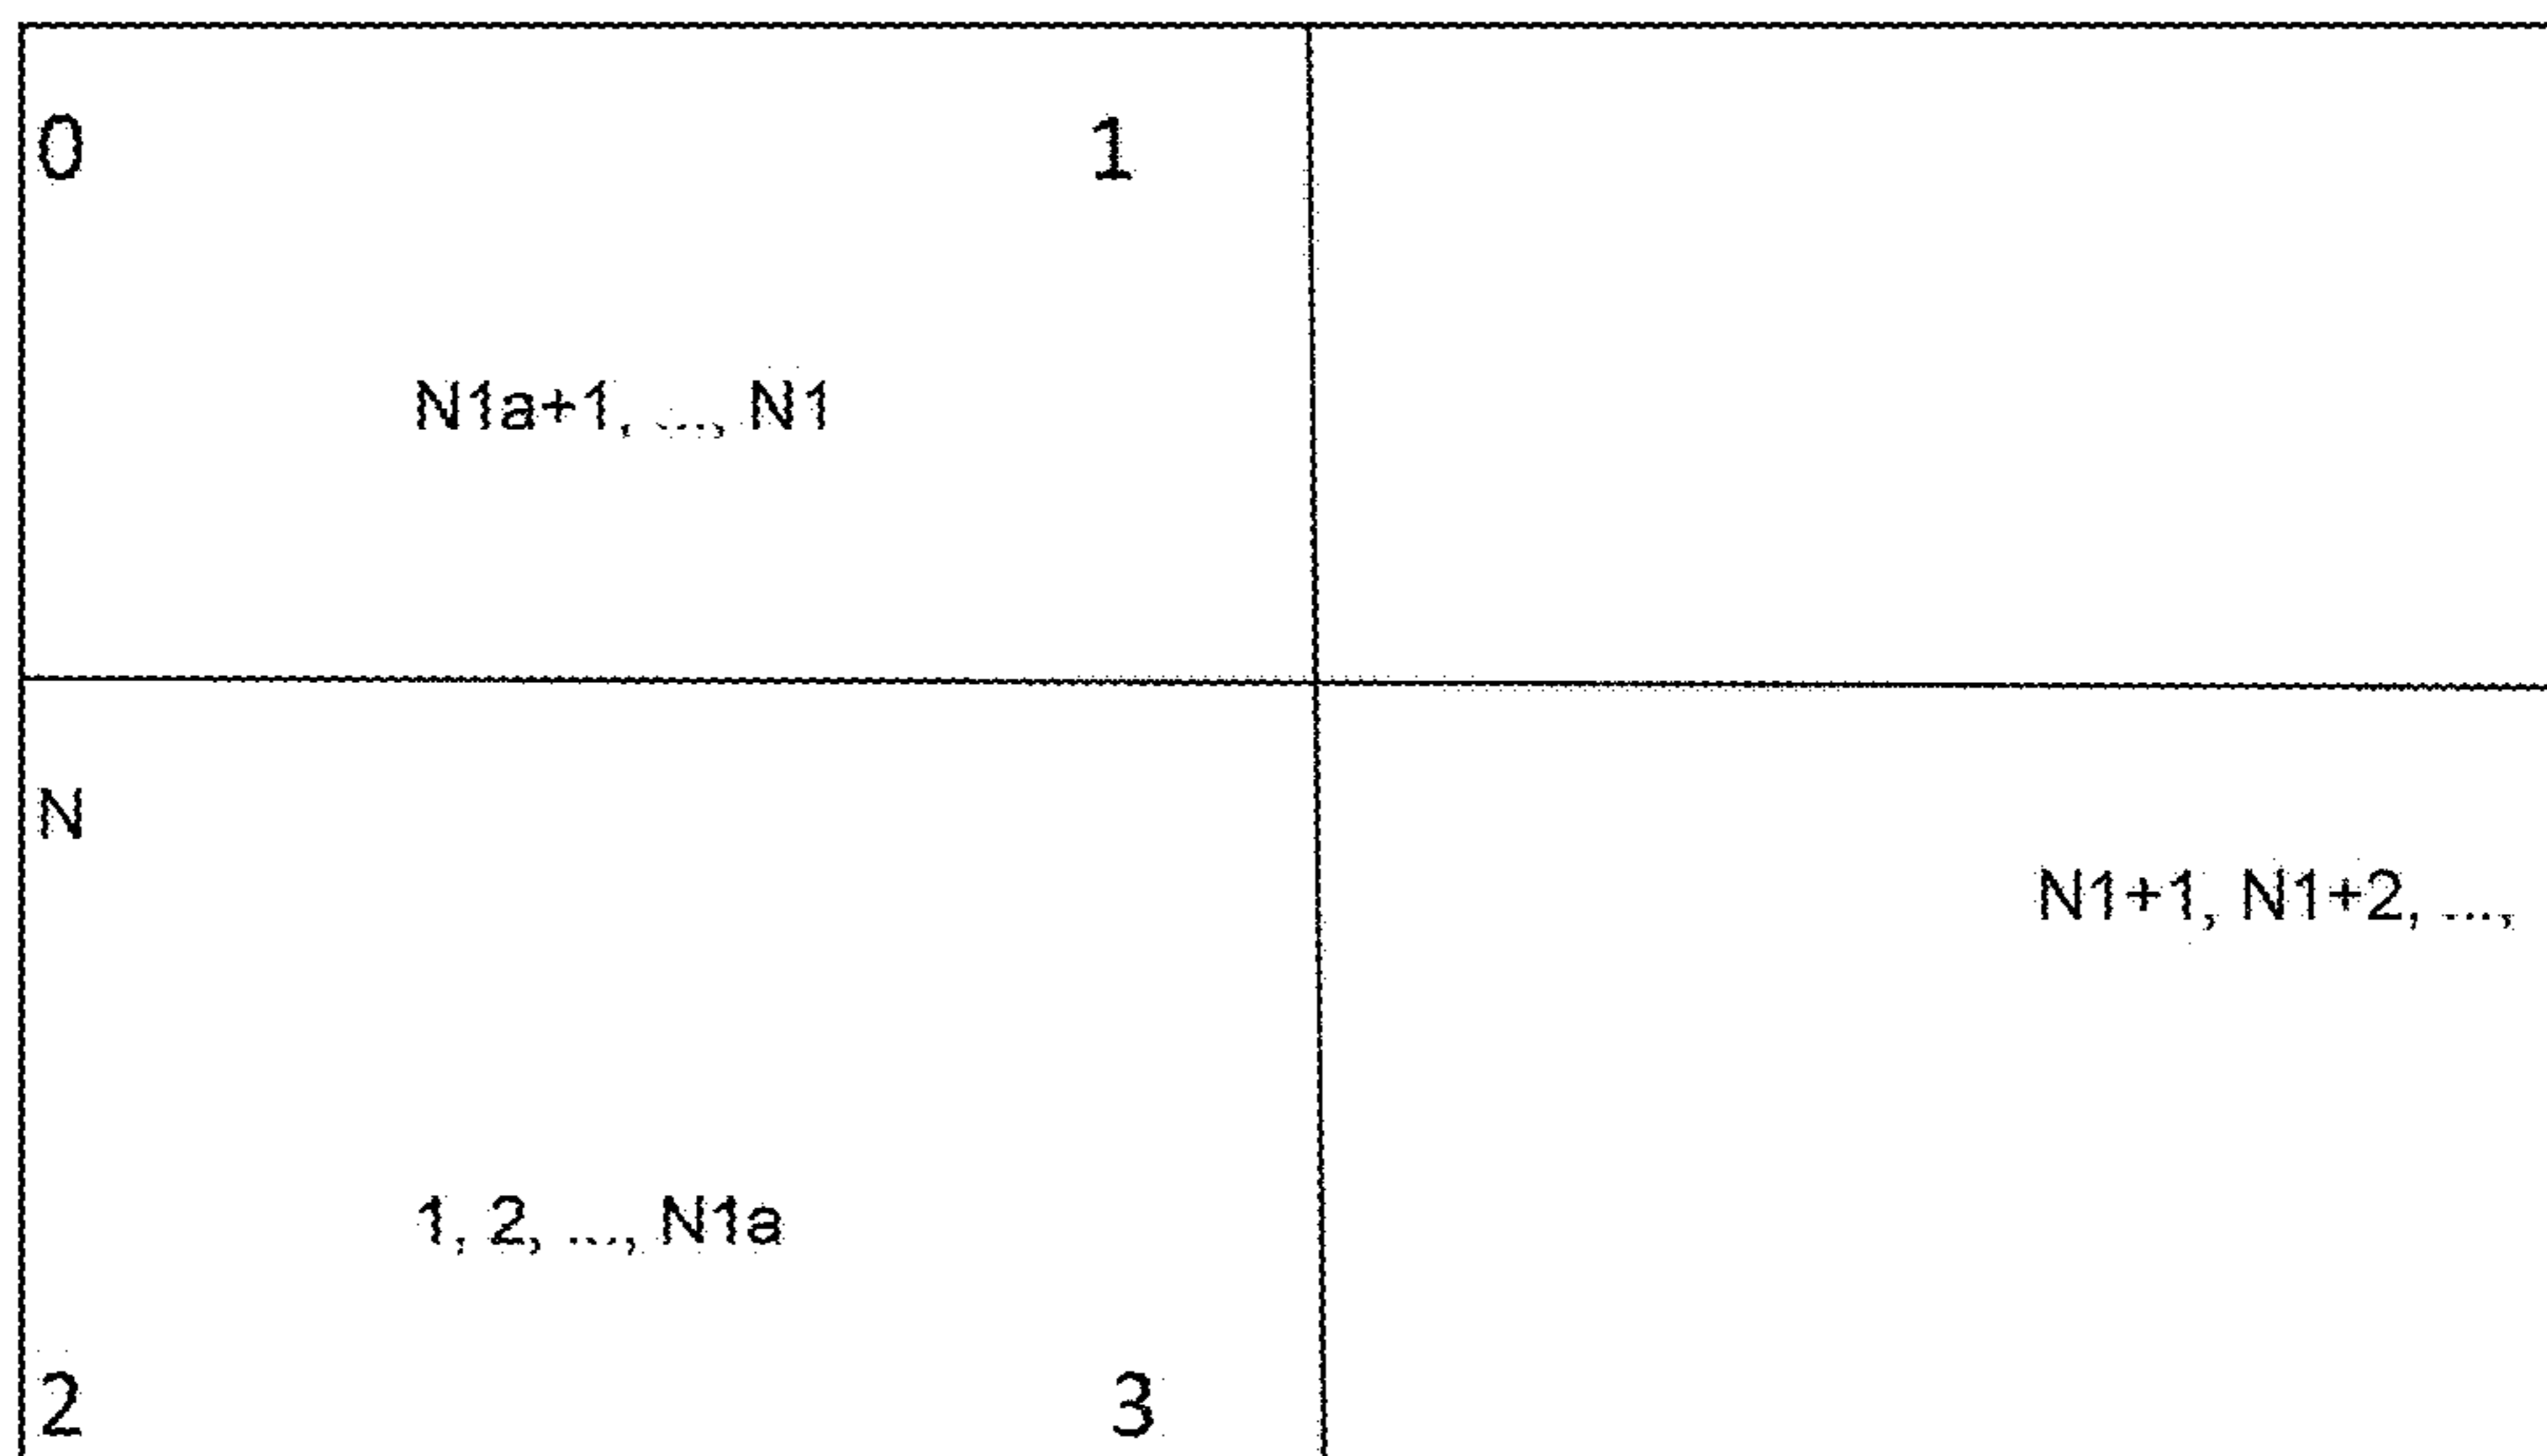 0 1
N1a+1, ..., N1
N
N1+1, N1+2, ...,
1, 2, ..., N1a
2 3